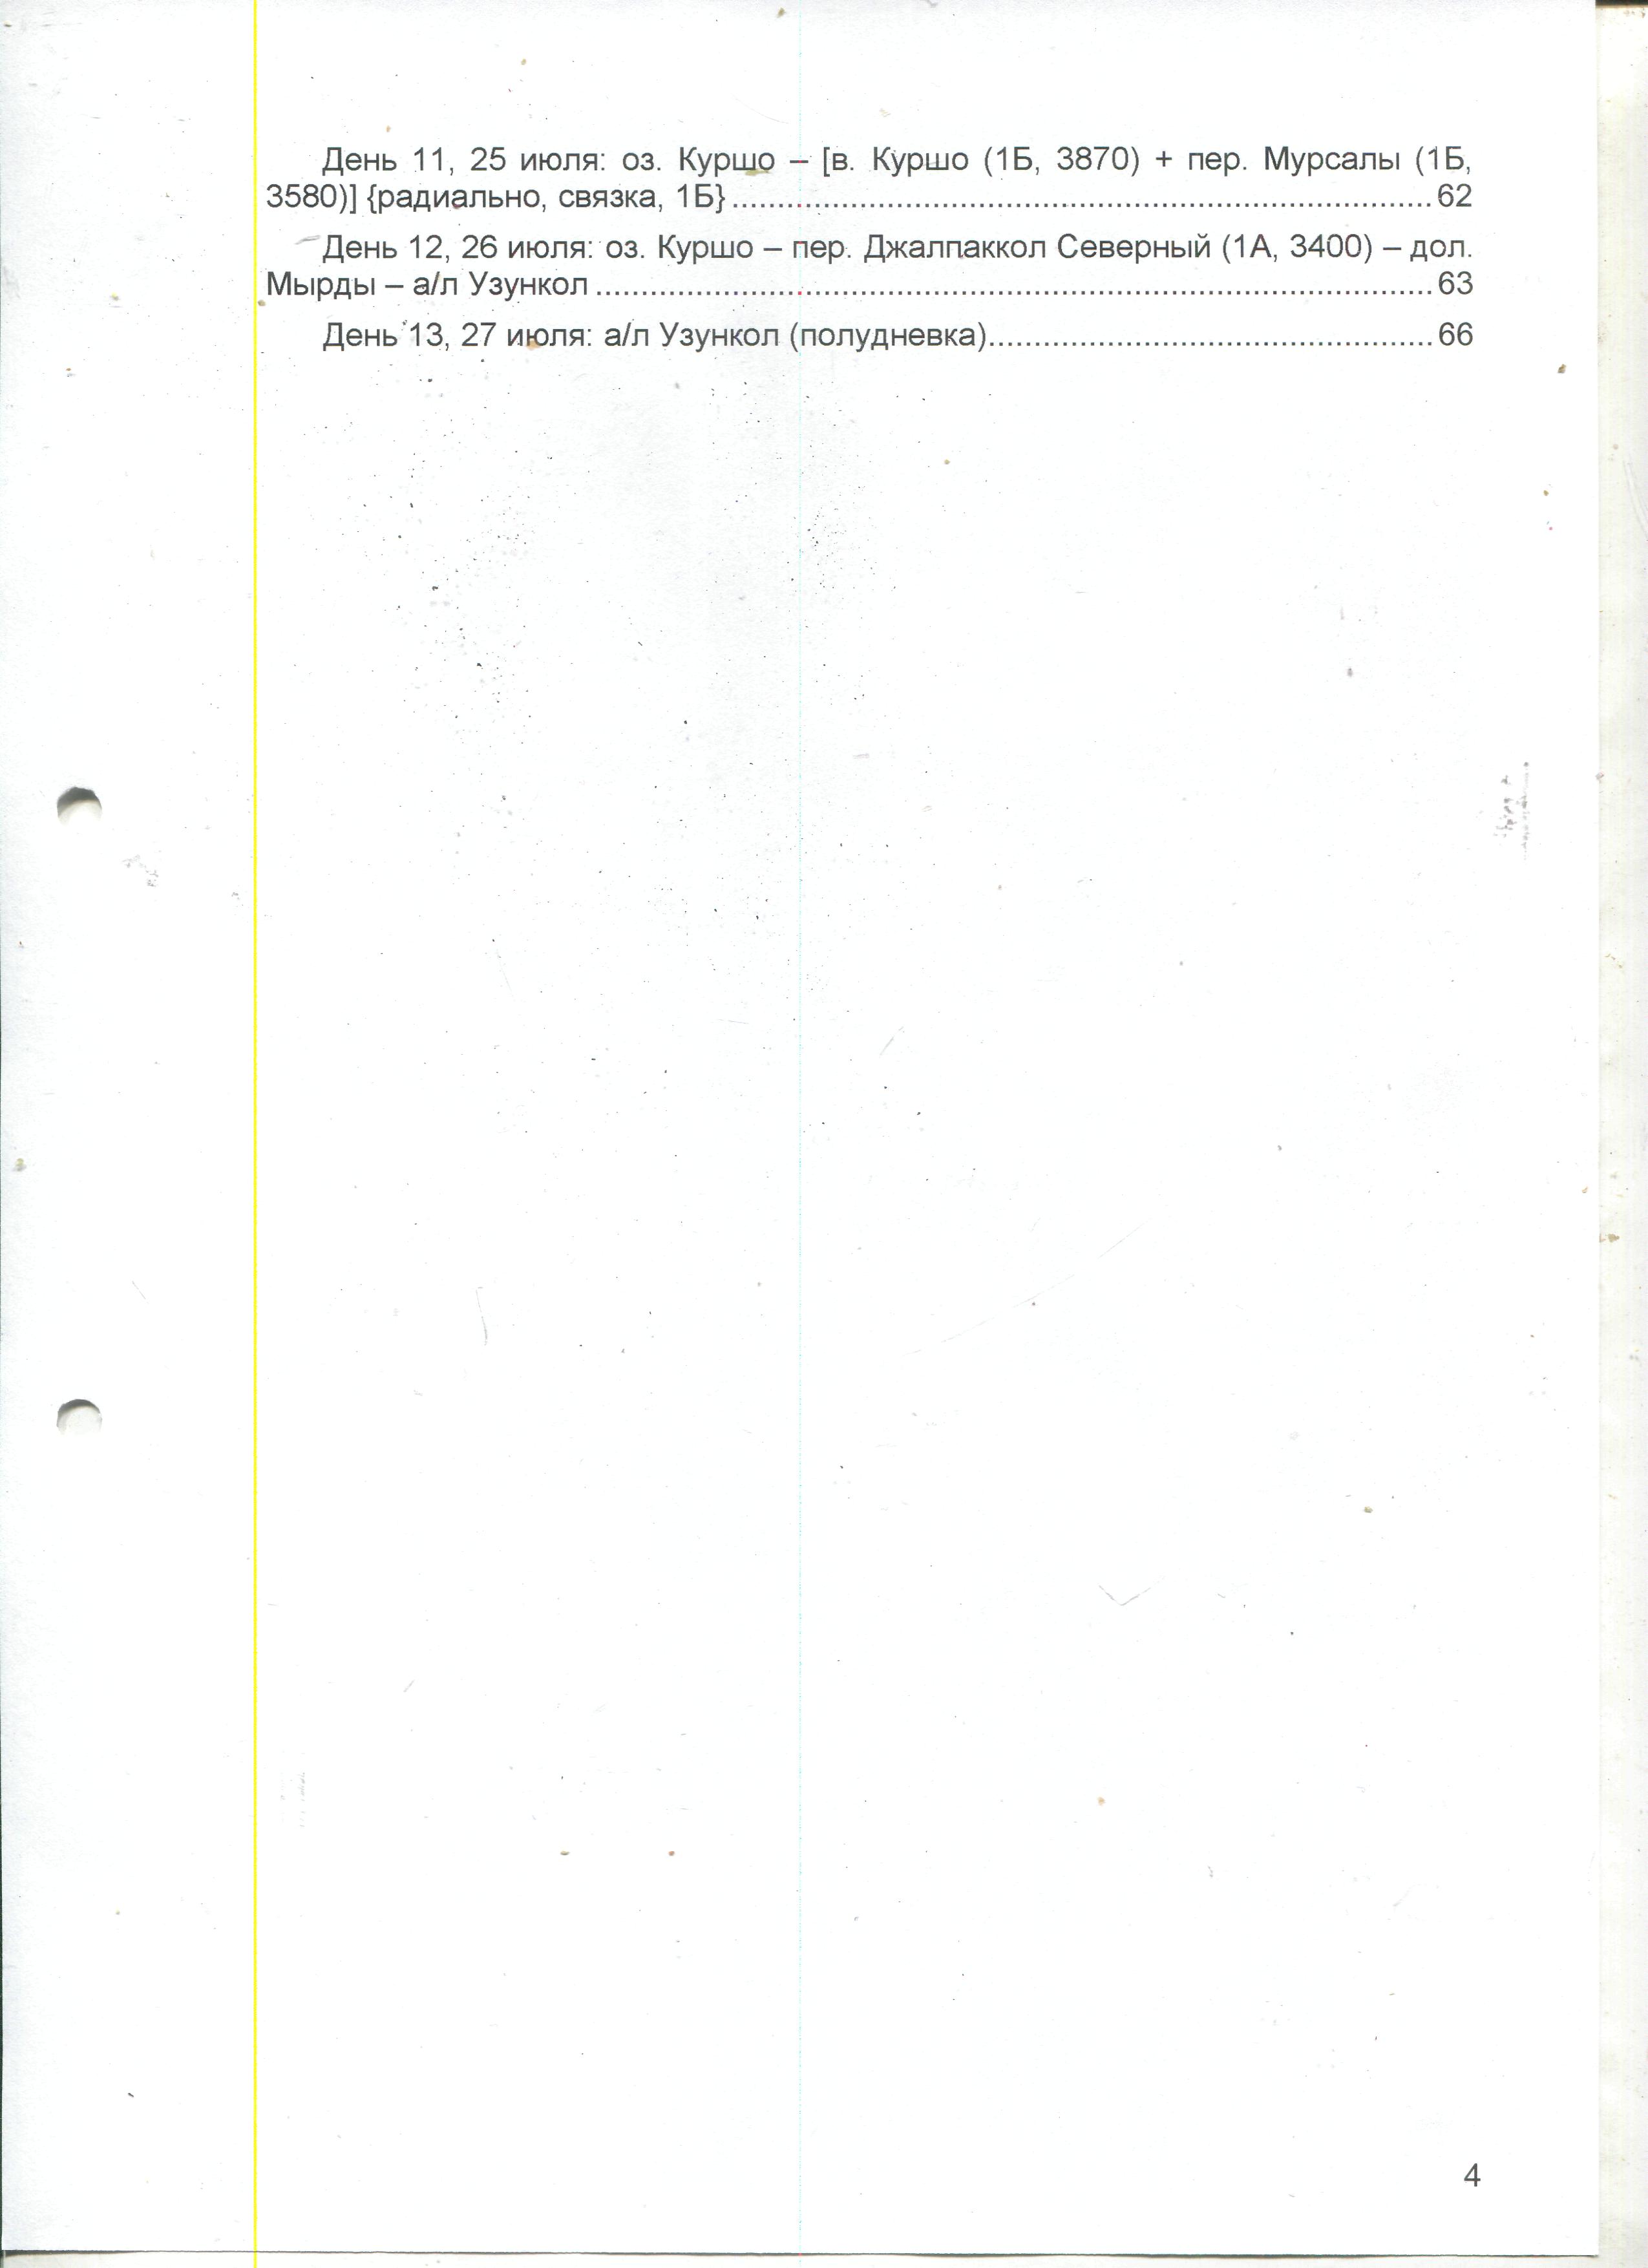 День 11, 25 июля: оз. Куршо – [в. Куршо (1Б, 3870) + пер. Мурсалы (1Б,
3580)] {радиально, связка, 1Б}........................................................................62
День 12, 26 июля: оз. Куршо – пер. Джалпаккол Северный (1А, 3400) – дол.
Мырды – а/л Узункол ........................................................................................63
День 13, 27 июля: а/л Узункол (полудневка)................................................66
4